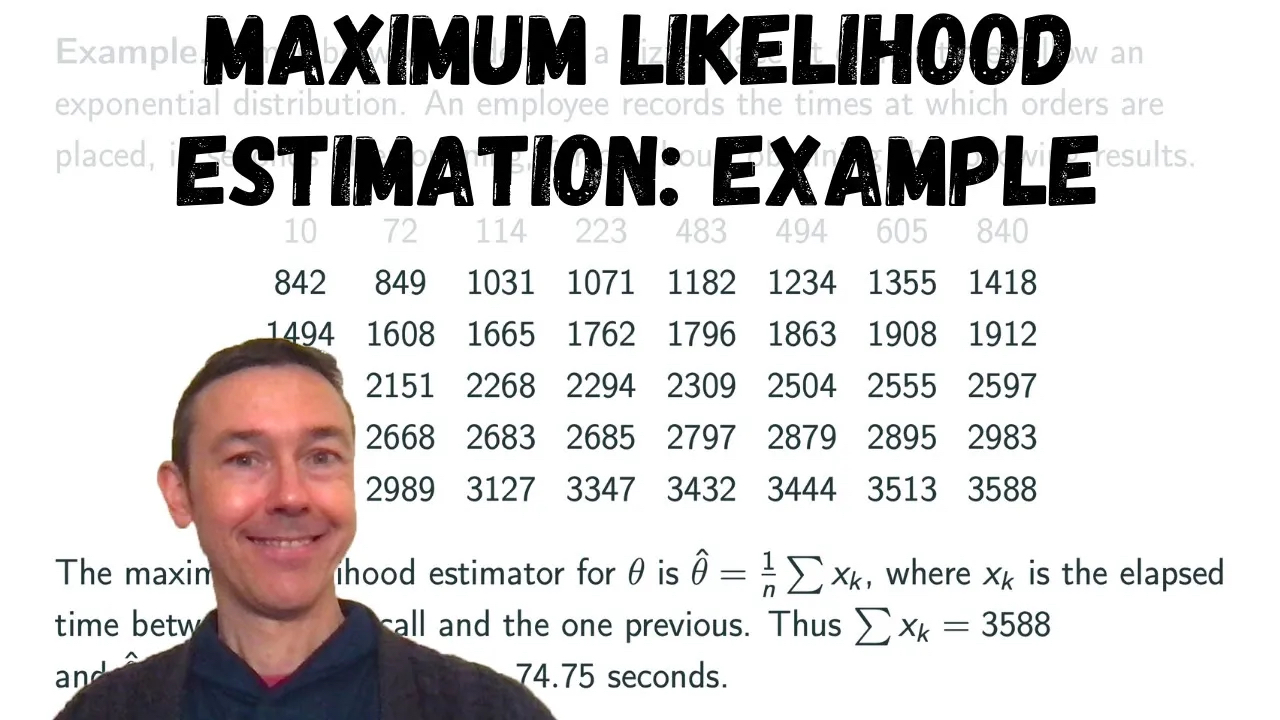 MAXIMUM LIKELIHOOD
ESTIMATION: EXAMPLE
Example. a an
exponential distribution. An employee records the times at which orders are
placed, results.
10 72 114 223 483 494 605 840
842 849 1031 1071 1182 1234 1355 1418
1494 1608 1665 1762 1796 1863 1908 1912
2151 2268 2294 2309 2504 2555 2597
2668 2683 2685 2797 2879 2895 2983
2989 3127 3347 3432 3444 3513 3588
The estimator for θ is θ̂ = 1/n ∑ xₖ, where xₖ is the elapsed
time call and the one previous. Thus ∑ xₖ = 3588
and 74.75 seconds.